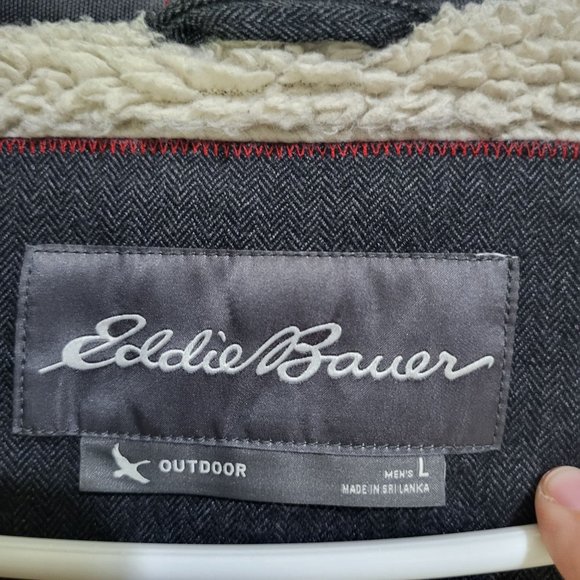 Eddie Bauer
OUTDOOR
MEN'S L
MADE IN SRI LANKA